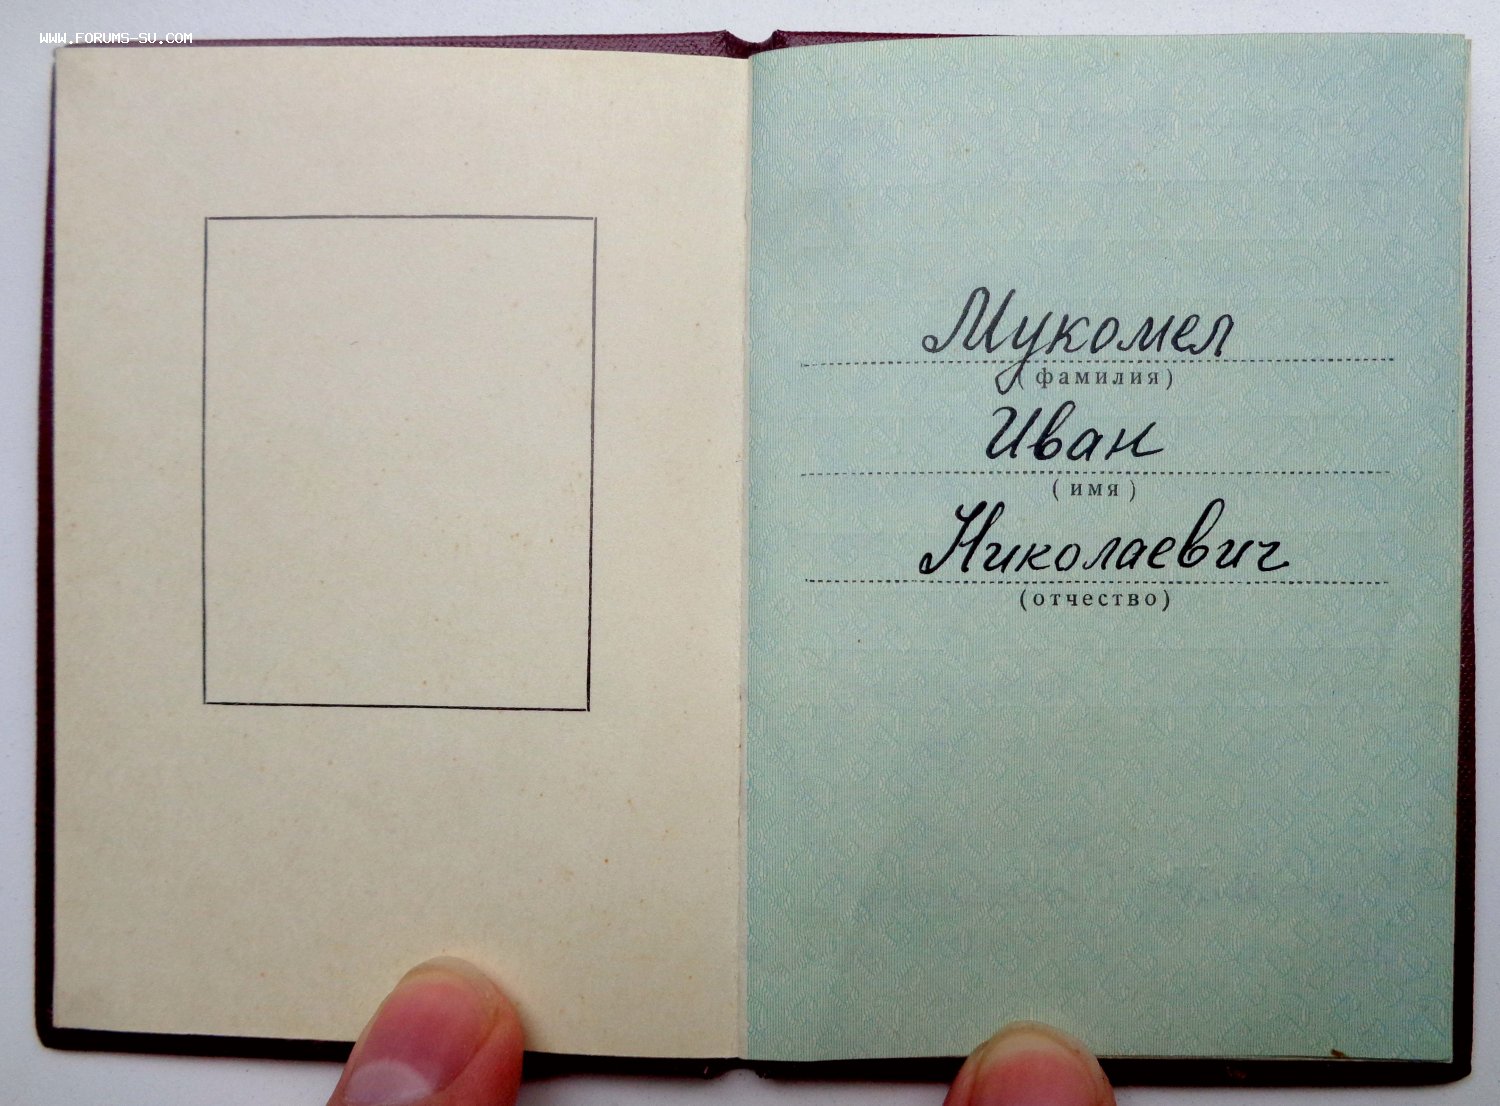 WWW.FORUMS-SU.COM
Мукомел
(фамилия)
Иван
(имя)
Николаевич
(отчество)